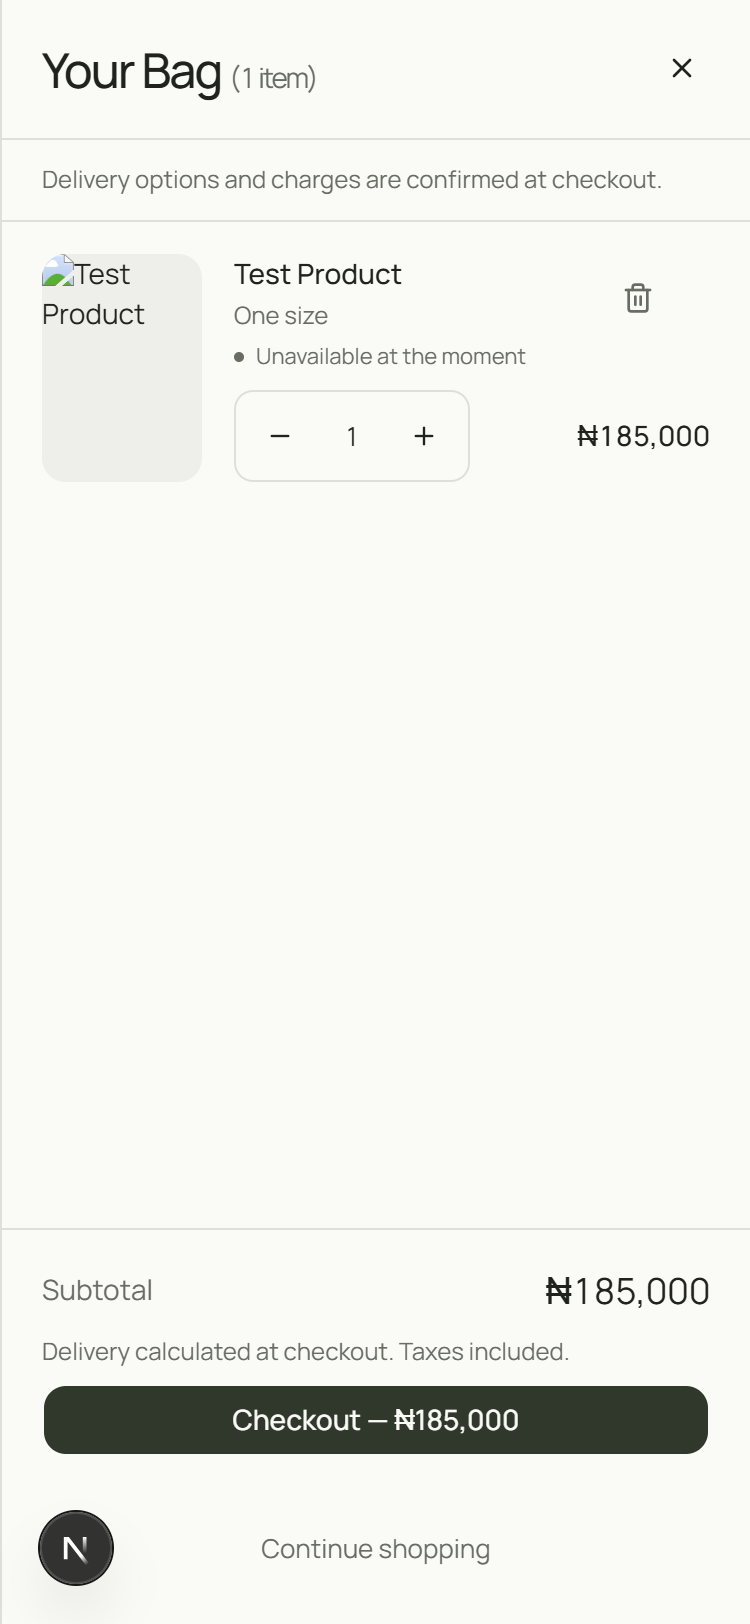 Your Bag (1 item)
Delivery options and charges are confirmed at checkout.
Test
Product
Test Product
One size
Unavailable at the moment
1
₦185,000
Subtotal
₦185,000
Delivery calculated at checkout. Taxes included.
Checkout — ₦185,000
N
Continue shopping